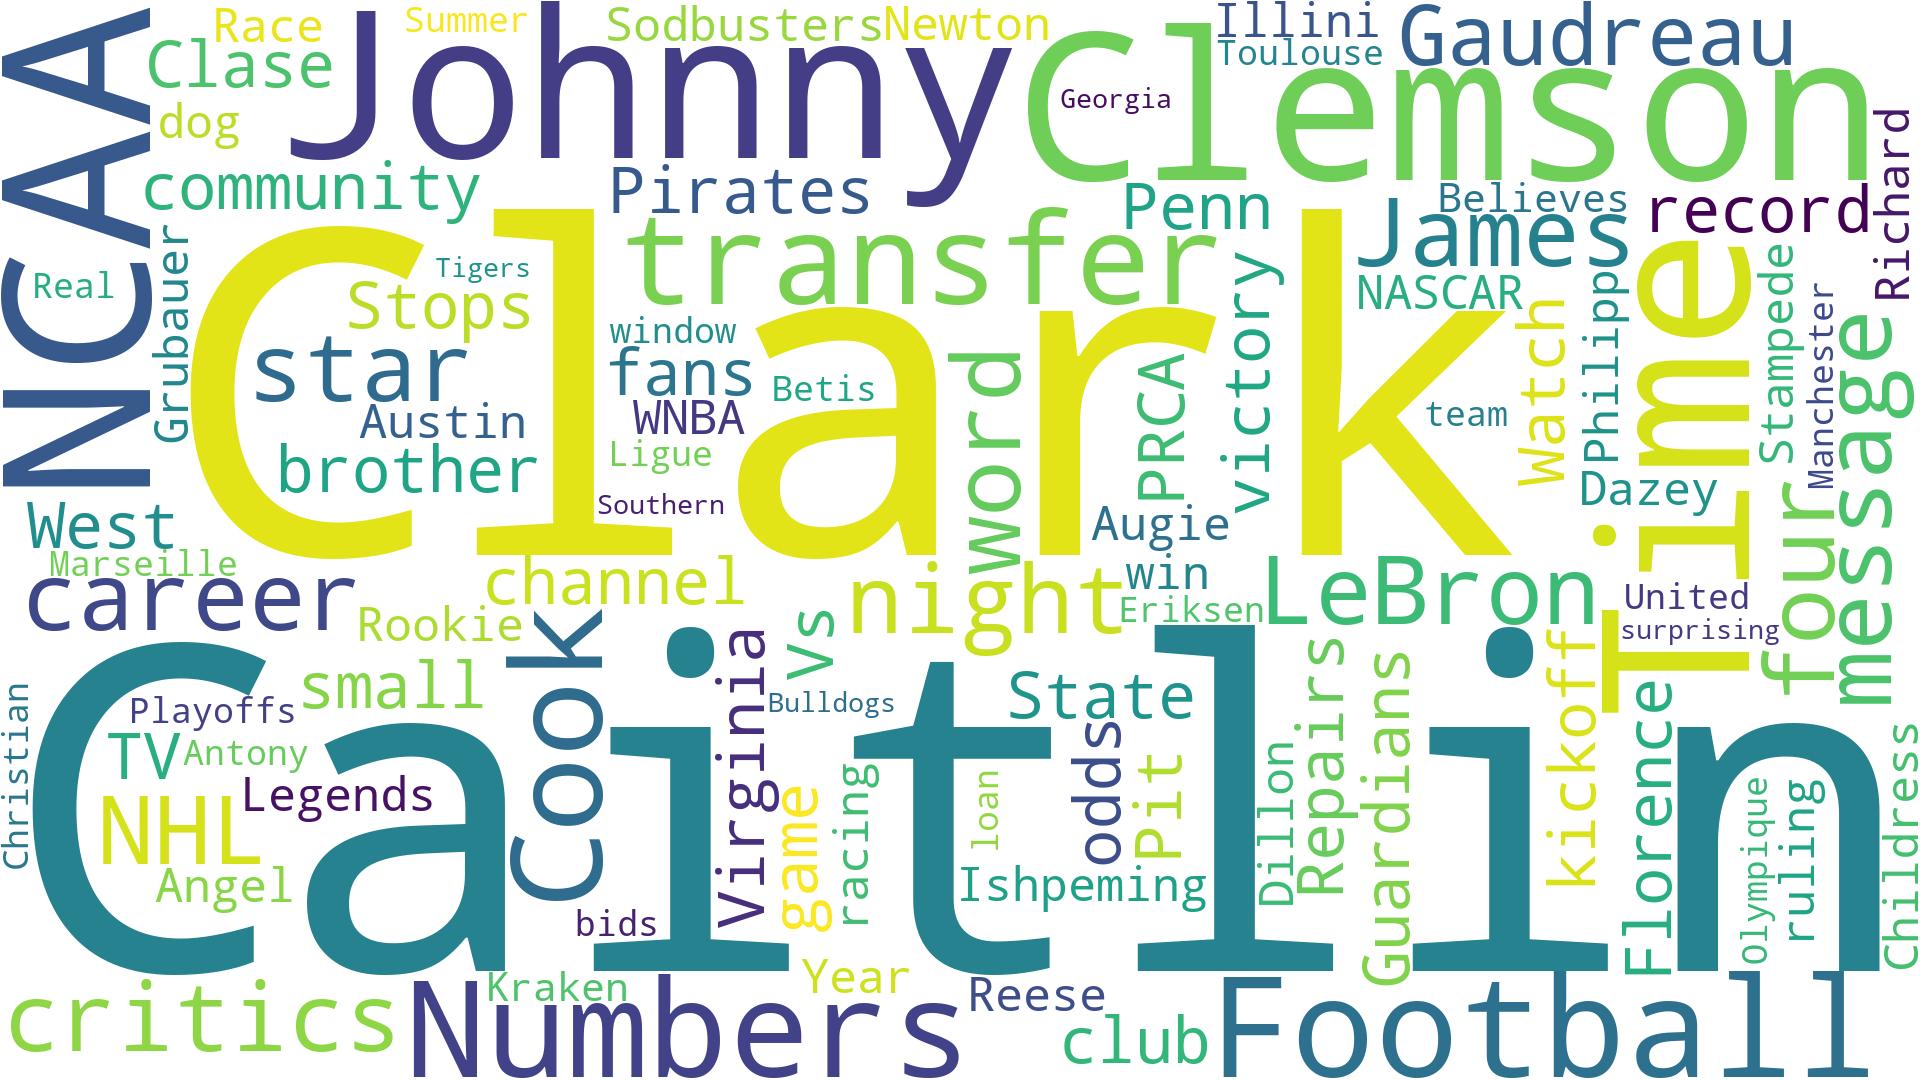 Race
Summer
Sodbusters
Newton
Illini
Toulouse
Gaudreau
Clase
dog
NCAA
Johnny
Clemson
Georgia
Richard
community
Pirates
Penn
Believes
James
record
Grubauer
Real
Tigers
Stops
transfer
NASCAR
victory
Watch
Philipp
Time
Stampede
Manchester
message
Clark
star
window
fans
Betis
word
PRCA
Austin
WNBA
team
brother
Ligue
Southern
Dazey
four
West
Augie
Marseille
channel
night
win
LeBron
career
Rookie
Cook
Vs
Eriksen
United
surprising
Virginia
Caitlin
small
State
Repairs
Guardians
kickoff
Florence
Christian
Playoffs
Bulldogs
TV
Antony
odds
Pit
Dillon
Childress
Legends
NHL
game
racing
loan
Olympique
ruling
Angel
Ishpeming
bids
critics
Kraken
Year
Numbers
Reese
club
Football